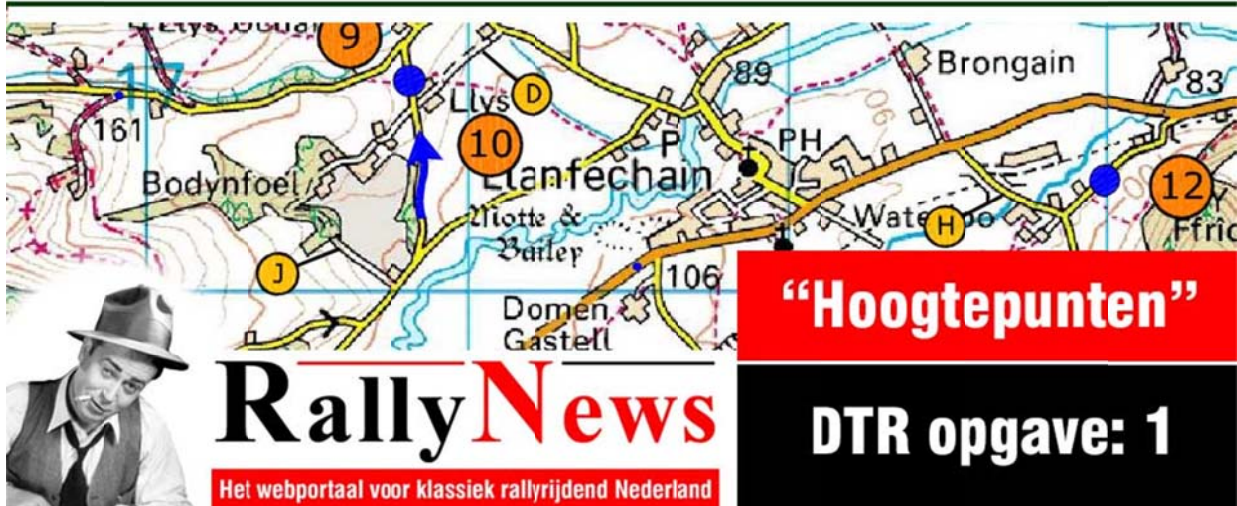 9
17
161
Bodynfoel
J
Llys
10
D
89
P
PH
Llanfechain
Motte &
Bailey
106
Domen
Gastell
Brongain
83
90
H
12
“Hoogtepunten”
DTR opgave: 1
RallyNews
Het webportaal voor klassiek rallyrijdend Nederland